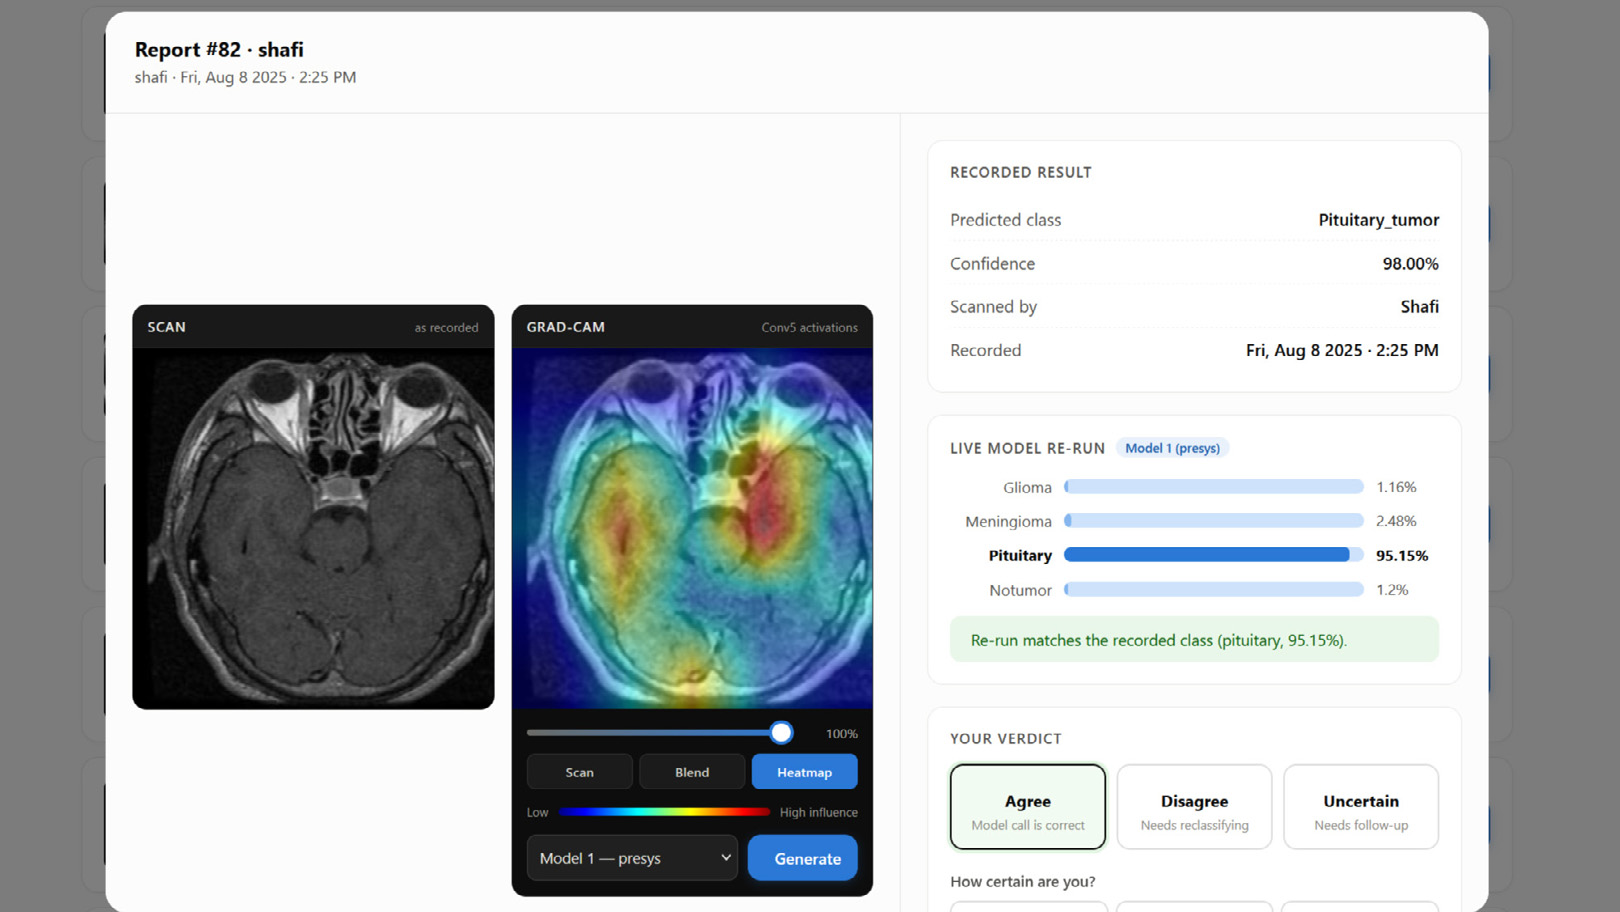 Report #82 · shafi
shafi · Fri, Aug 8 2025 · 2:25 PM
SCAN
as recorded
GRAD-CAM
Conv5 activations
100%
Scan
Blend
Heatmap
Low
High influence
Model 1 — presys
Generate
RECORDED RESULT
Predicted class
Pituitary_tumor
Confidence
98.00%
Scanned by
Shafi
Recorded
Fri, Aug 8 2025 · 2:25 PM
LIVE MODEL RE-RUN
Model 1 (presys)
Glioma
1.16%
Meningioma
2.48%
Pituitary
95.15%
Notumor
1.2%
Re-run matches the recorded class (pituitary, 95.15%).
YOUR VERDICT
Agree
Model call is correct
Disagree
Needs reclassifying
Uncertain
Needs follow-up
How certain are you?